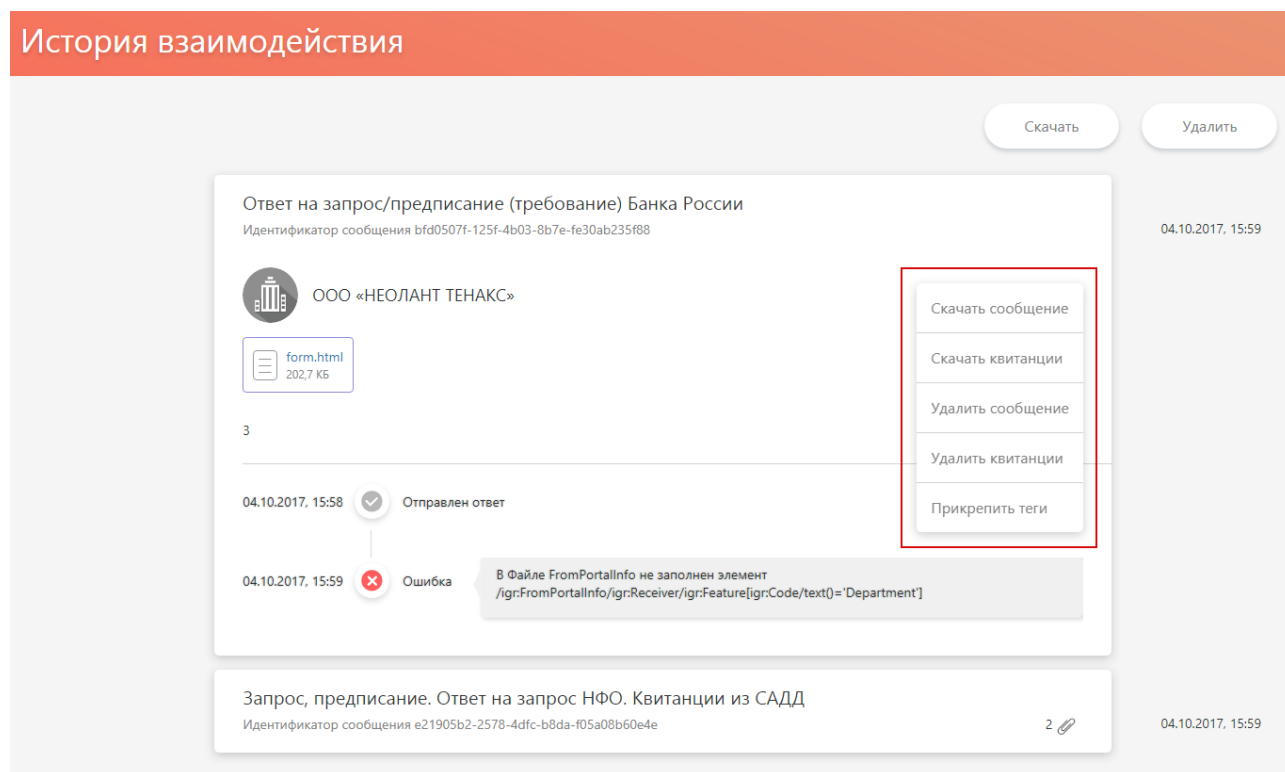 История взаимодействия
Скачать
Удалить
Ответ на запрос/предписание (требование) Банка России
Идентификатор сообщения bfd0507f-125f-4b03-8b7e-fe30ab235f88
04.10.2017, 15:59
ООО «НЕОЛАНТ ТЕНАКС»
form.html
202,7 КБ
3
Скачать сообщение
Скачать квитанции
Удалить сообщение
Удалить квитанции
Прикрепить теги
04.10.2017, 15:58 Отправлен ответ
04.10.2017, 15:59 Ошибка
В Файле FromPortalInfo не заполнен элемент
/igr:FromPortalInfo/igr:Receiver/igr:Feature[igr:Code/text()='Department']
Запрос, предписание. Ответ на запрос НФО. Квитанции из САДД
Идентификатор сообщения e21905b2-2578-4dfc-b8da-f05a08b60e4e
2
04.10.2017, 15:59